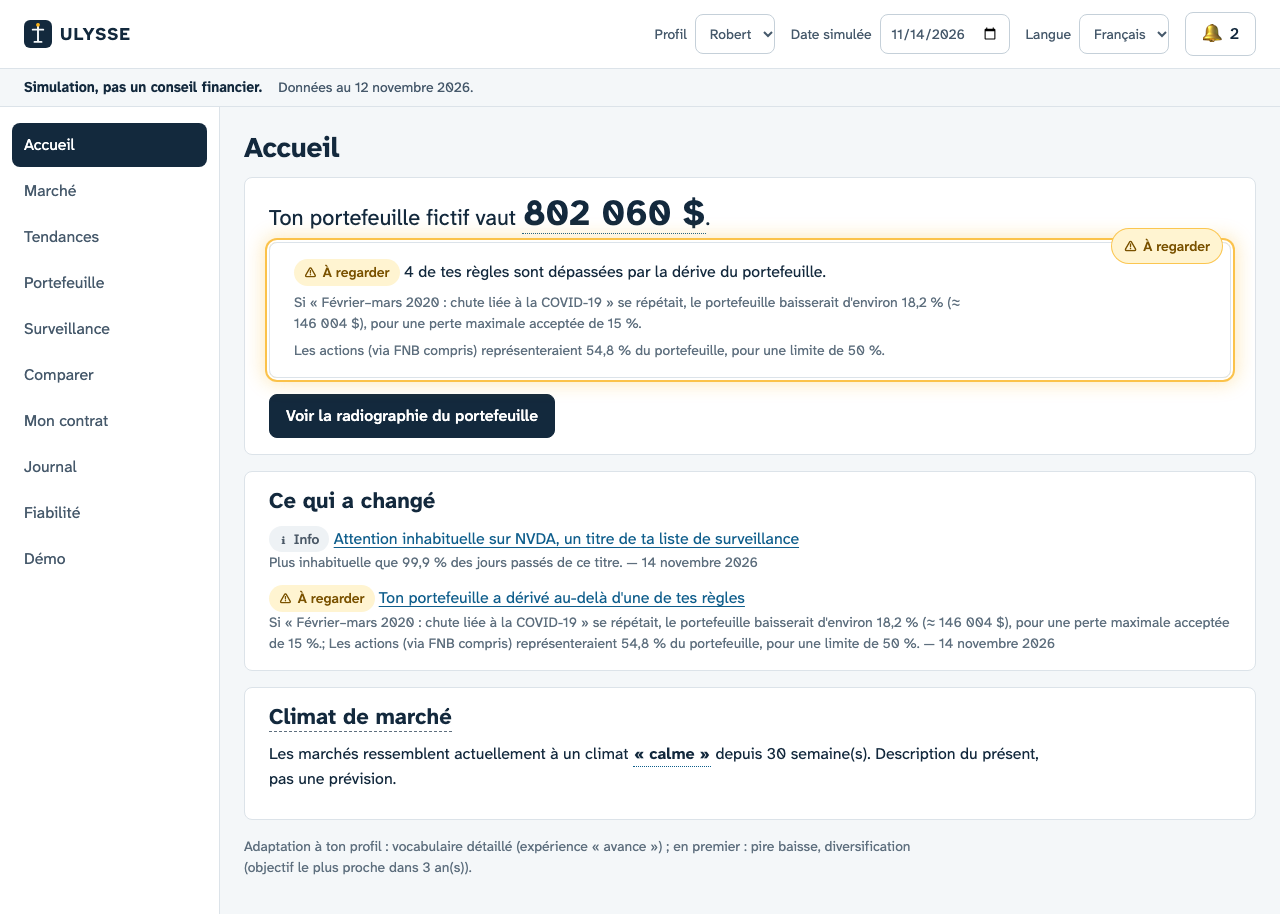 ULYSSE
Profil Robert Date simulée 11/14/2026 Langue Français 2
Simulation, pas un conseil financier. Données au 12 novembre 2026.
Accueil
Marché
Tendances
Portefeuille
Surveillance
Comparer
Mon contrat
Journal
Fiabilité
Démo
Accueil
Ton portefeuille fictif vaut 802 060 $.
À regarder
À regarder 4 de tes règles sont dépassées par la dérive du portefeuille.
Si « Février–mars 2020 : chute liée à la COVID-19 » se répétait, le portefeuille baisserait d'environ 18,2 % (≈
146 004 $), pour une perte maximale acceptée de 15 %.
Les actions (via FNB compris) représenteraient 54,8 % du portefeuille, pour une limite de 50 %.
Voir la radiographie du portefeuille
Ce qui a changé
Info Attention inhabituelle sur NVDA, un titre de ta liste de surveillance
Plus inhabituelle que 99,9 % des jours passés de ce titre. — 14 novembre 2026
À regarder Ton portefeuille a dérivé au-delà d'une de tes règles
Si « Février–mars 2020 : chute liée à la COVID-19 » se répétait, le portefeuille baisserait d'environ 18,2 % (≈ 146 004 $), pour une perte maximale acceptée
de 15 %.; Les actions (via FNB compris) représenteraient 54,8 % du portefeuille, pour une limite de 50 %. — 14 novembre 2026
Climat de marché
Les marchés ressemblent actuellement à un climat « calme » depuis 30 semaine(s). Description du présent,
pas une prévision.
Adaptation à ton profil : vocabulaire détaillé (expérience « avance ») ; en premier : pire baisse, diversification
(objectif le plus proche dans 3 an(s)).